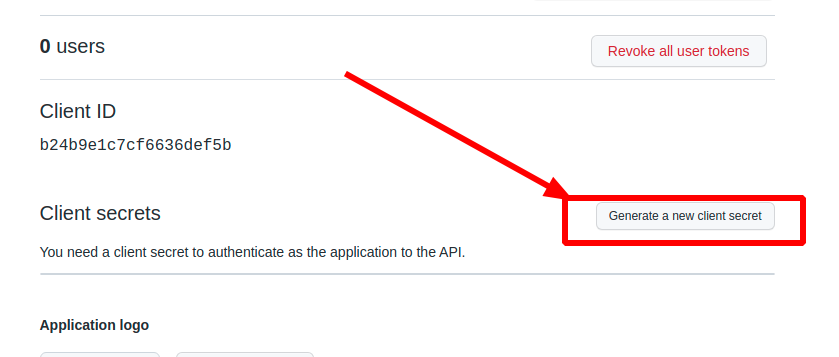 0 users
Revoke all user tokens
Client ID
b24b9e1c7cf6636def5b
Client secrets
Generate a new client secret
You need a client secret to authenticate as the application to the API.
Application logo